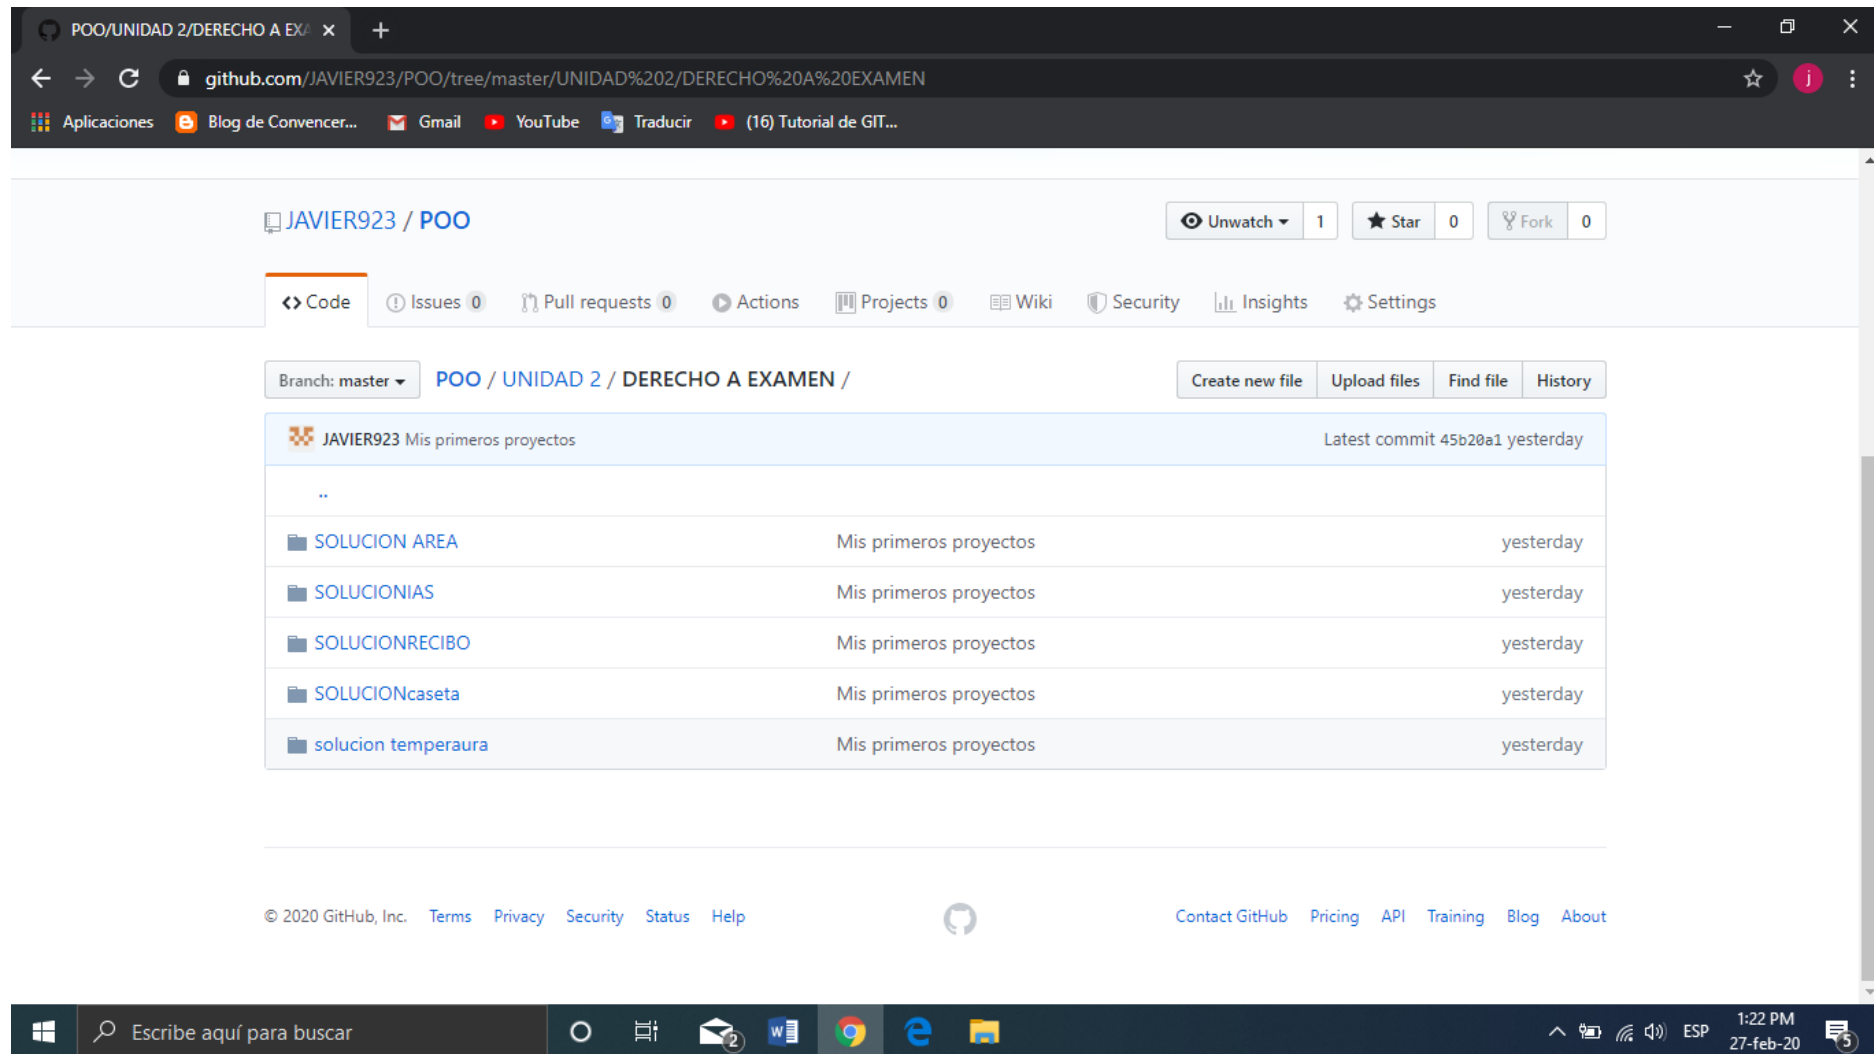 POO/UNIDAD 2/DERECHO A EXA
github.com/JAVIER923/POO/tree/master/UNIDAD%202/DERECHO%20A%20EXAMEN
j
Aplicaciones Blog de Convencer... Gmail YouTube Traducir (16) Tutorial de GIT...
JAVIER923 / POO
Unwatch 1 Star 0 Fork 0
Code Issues 0 Pull requests 0 Actions Projects 0 Wiki Security Insights Settings
Branch: master POO / UNIDAD 2 / DERECHO A EXAMEN / Create new file Upload files Find file History
JAVIER923 Mis primeros proyectos Latest commit 45b20a1 yesterday
..
SOLUCION AREA Mis primeros proyectos yesterday
SOLUCIONIAS Mis primeros proyectos yesterday
SOLUCIONRECIBO Mis primeros proyectos yesterday
SOLUCIONcaseta Mis primeros proyectos yesterday
solucion temperaura Mis primeros proyectos yesterday
© 2020 GitHub, Inc. Terms Privacy Security Status Help Contact GitHub Pricing API Training Blog About
Escribe aquí para buscar 2 ESP 1:22 PM
27-feb-20 5